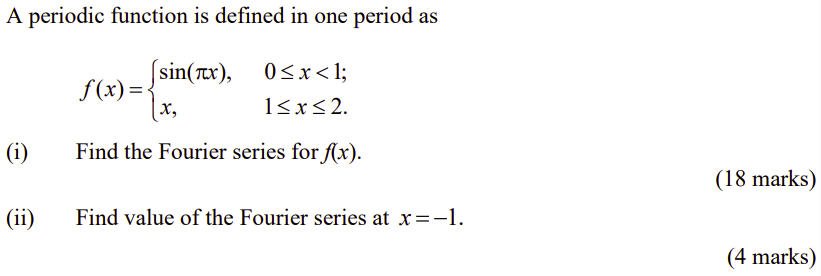 A periodic function is defined in one period as
f(x) = { sin(πx), 0 ≤ x < 1;
x, 1 ≤ x ≤ 2.
(i) Find the Fourier series for f(x).
(18 marks)
(ii) Find value of the Fourier series at x = −1.
(4 marks)